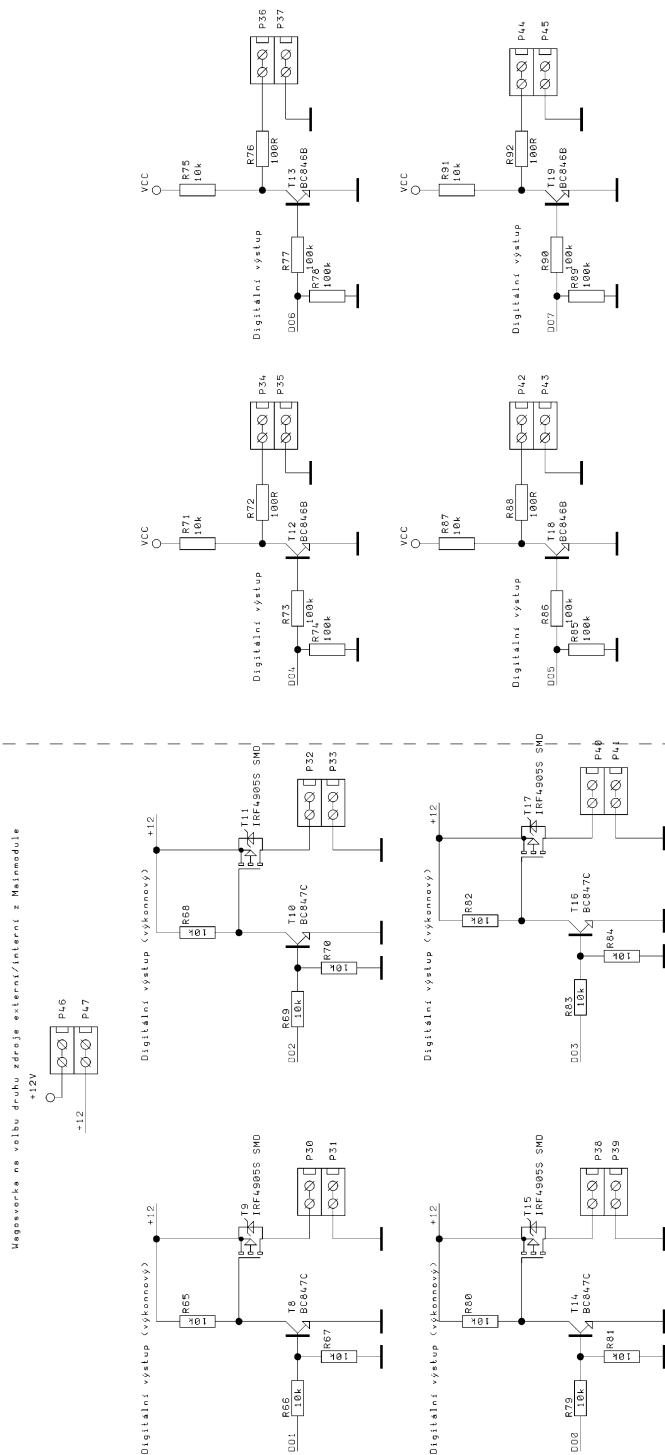 Wagosvorka na volbu druhu zdroje externí/interní z Mainmodule
+12V
+12
P46
P47
Digitální výstup (výkonnový)
+12
R65
10k
T9
IRF4905S SMD
T8
BC847C
R66
10k
R67
10k
DO1
P30
P31
Digitální výstup (výkonnový)
+12
R68
10k
T11
IRF4905S SMD
T10
BC847C
R69
10k
R70
10k
DO2
P32
P33
Digitální výstup (výkonnový)
+12
R80
10k
T15
IRF4905S SMD
T14
BC847C
R79
10k
R81
10k
DO0
P38
P39
Digitální výstup (výkonnový)
+12
R82
10k
T17
IRF4905S SMD
T16
BC847C
R83
10k
R84
10k
DO3
P40
P41
VCC
R71
10k
R72
100R
T12
BC846B
R73
100k
R74
100k
Digitální výstup
DO4
P34
P35
VCC
R75
10k
R76
100R
T13
BC846B
R77
100k
R78
100k
Digitální výstup
DO6
P36
P37
VCC
R87
10k
R88
100R
T18
BC846B
R86
100k
R85
100k
Digitální výstup
DO5
P42
P43
VCC
R91
10k
R92
100R
T19
BC846B
R90
100k
R89
100k
Digitální výstup
DO7
P44
P45